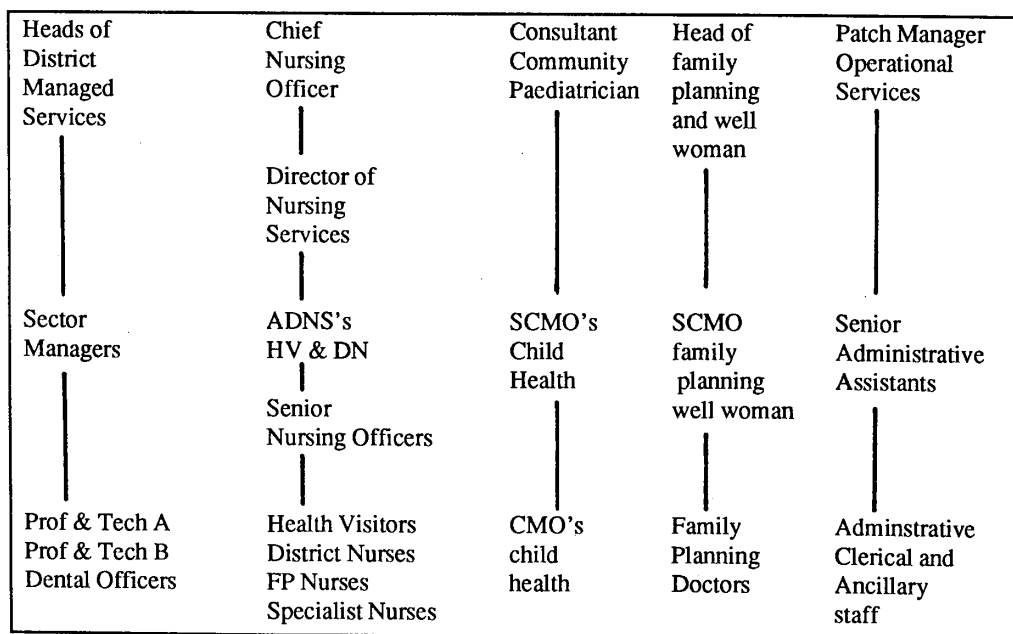 Heads of
District
Managed
Services
Chief
Nursing
Officer
Consultant
Community
Paediatrician
Head of
family
planning
and well
woman
Patch Manager
Operational
Services
Director of
Nursing
Services
Sector
Managers
ADNS's
HV & DN
SCMO's
Child
Health
SCMO
family
planning
well woman
Senior
Administrative
Assistants
Senior
Nursing Officers
Prof & Tech A
Prof & Tech B
Dental Officers
Health Visitors
District Nurses
FP Nurses
Specialist Nurses
CMO's
child
health
Family
Planning
Doctors
Adminstrative
Clerical and
Ancillary
staff